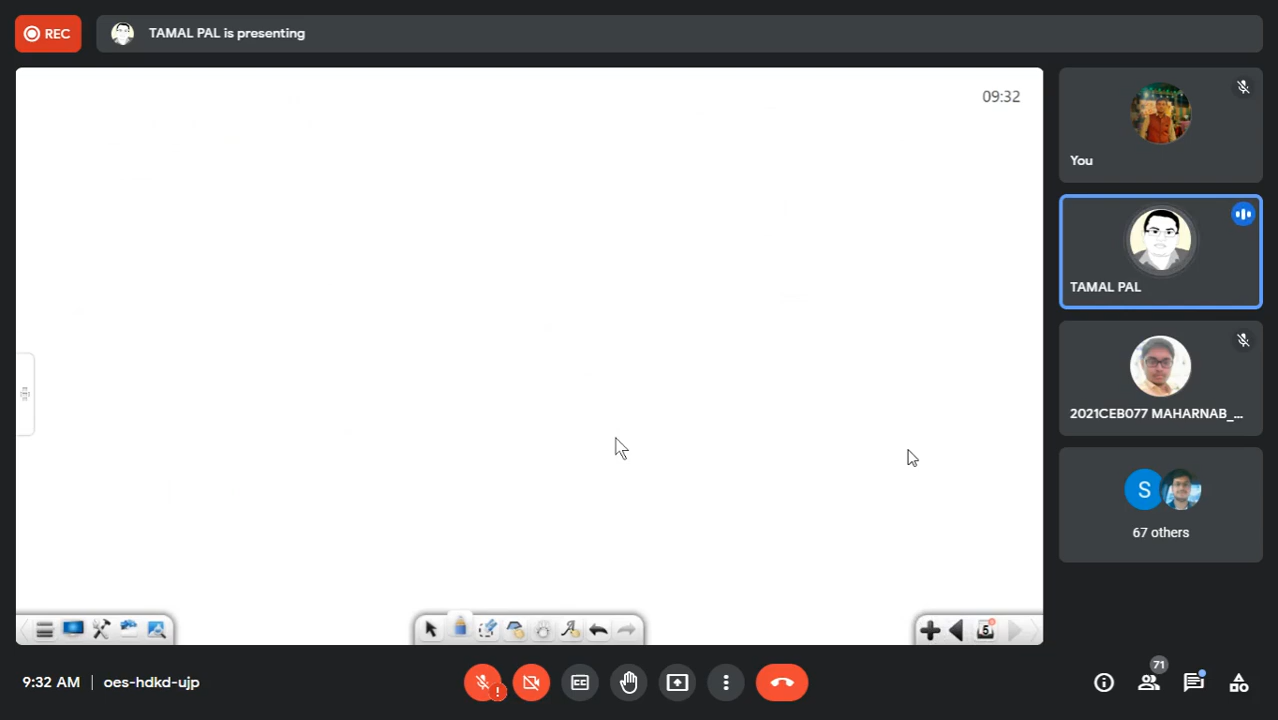 REC
TAMAL PAL is presenting
09:32
You
TAMAL PAL
2021CEB077 MAHARNAB_...
S
67 others
5
9:32 AM | oes-hdkd-ujp
!
CC
71